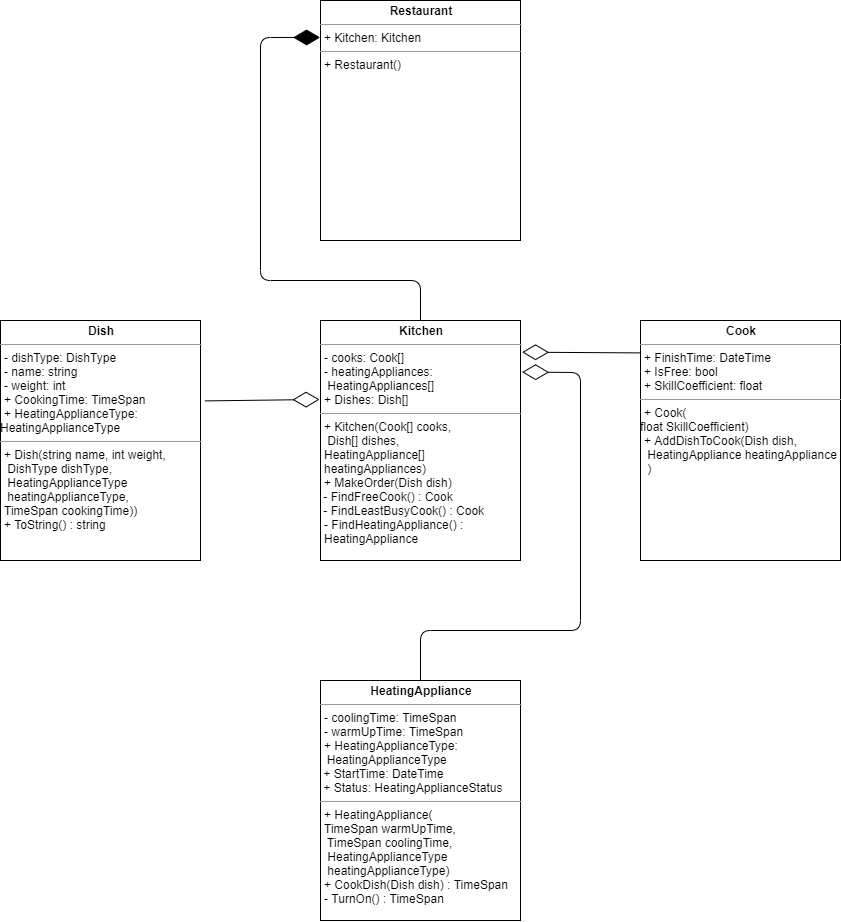 Restaurant
+ Kitchen: Kitchen
+ Restaurant()
Dish
- dishType: DishType
- name: string
- weight: int
+ CookingTime: TimeSpan
+ HeatingApplianceType:
HeatingApplianceType
+ Dish(string name, int weight,
DishType dishType,
HeatingApplianceType
heatingApplianceType,
TimeSpan cookingTime))
+ ToString() : string
Kitchen
- cooks: Cook[]
- heatingAppliances:
HeatingAppliances[]
+ Dishes: Dish[]
+ Kitchen(Cook[] cooks,
Dish[] dishes,
HeatingAppliance[]
heatingAppliances)
+ MakeOrder(Dish dish)
- FindFreeCook() : Cook
- FindLeastBusyCook() : Cook
- FindHeatingAppliance() :
HeatingAppliance
Cook
+ FinishTime: DateTime
+ IsFree: bool
+ SkillCoefficient: float
+ Cook(
float SkillCoefficient)
+ AddDishToCook(Dish dish,
HeatingAppliance heatingAppliance
)
HeatingAppliance
- coolingTime: TimeSpan
- warmUpTime: TimeSpan
+ HeatingApplianceType:
HeatingApplianceType
+ StartTime: DateTime
+ Status: HeatingApplianceStatus
+ HeatingAppliance(
TimeSpan warmUpTime,
TimeSpan coolingTime,
HeatingApplianceType
heatingApplianceType)
+ CookDish(Dish dish) : TimeSpan
- TurnOn() : TimeSpan